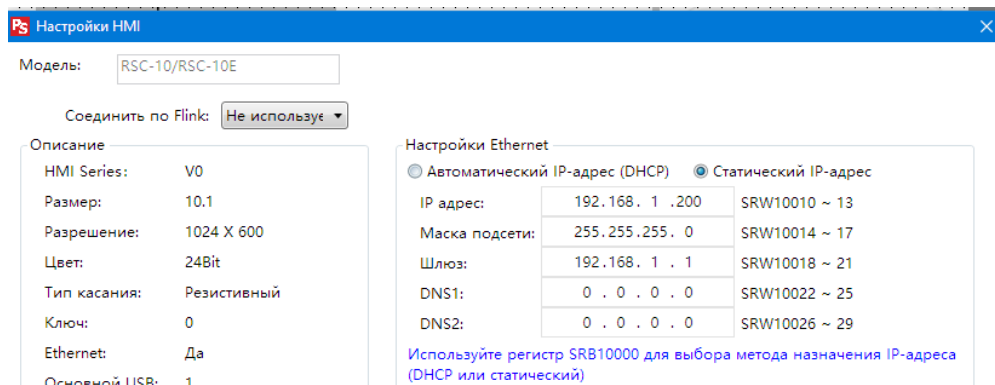 PS Настройки HMI
Модель: RSC-10/RSC-10E
Соединить по Flink: Не используе
Описание
HMI Series: V0
Размер: 10.1
Разрешение: 1024 X 600
Цвет: 24Bit
Тип касания: Резистивный
Ключ: 0
Ethernet: Да
Основной USB: 1
Настройки Ethernet
Автоматический IP-адрес (DHCP) Статический IP-адрес
IP адрес: 192.168. 1 .200 SRW10010 ~ 13
Маска подсети: 255.255.255. 0 SRW10014 ~ 17
Шлюз: 192.168. 1 . 1 SRW10018 ~ 21
DNS1: 0 . 0 . 0 . 0 SRW10022 ~ 25
DNS2: 0 . 0 . 0 . 0 SRW10026 ~ 29
Используйте регистр SRB10000 для выбора метода назначения IP-адреса
(DHCP или статический)